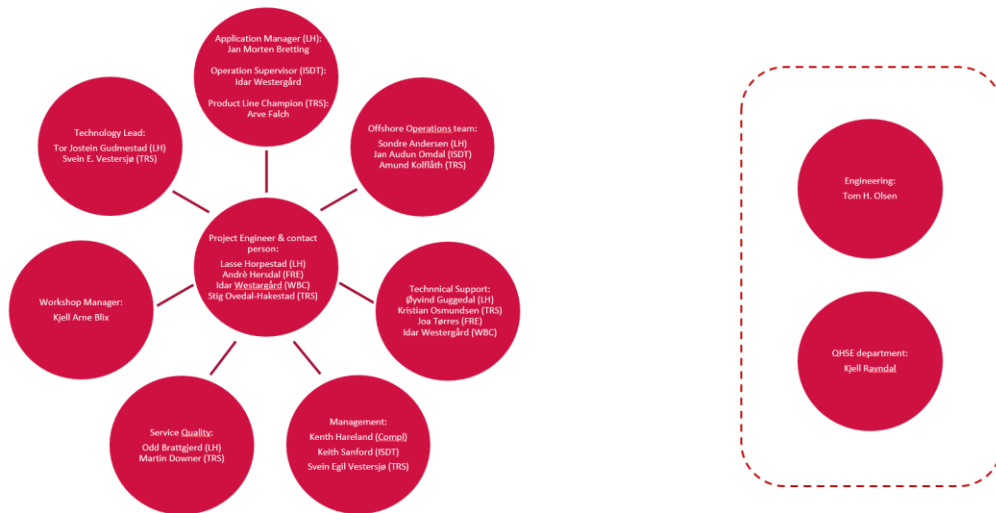 Application Manager (LH):
Jan Morten Bretting
Operation Supervisor (ISDT):
Idar Westergård
Product Line Champion (TRS):
Arve Falch
Technology Lead:
Tor Jostein Gudmestad (LH)
Svein E. Vestersjø (TRS)
Offshore Operations team:
Sondre Andersen (LH)
Jan Audun Omdal (ISDT)
Amund Kolflåth (TRS)
Project Engineer & contact
person:
Lasse Horpestad (LH)
Andrè Hersdal (FRE)
Idar Westargård (WBC)
Stig Ovedal-Hakestad (TRS)
Workshop Manager:
Kjell Arne Blix
Technnical Support:
Øyvind Guggedal (LH)
Kristian Osmundsen (TRS)
Joa Tørres (FRE)
Idar Westergård (WBC)
Service Quality:
Odd Brattgjerd (LH)
Martin Downer (TRS)
Management:
Kenth Hareland (Compl)
Keith Sanford (ISDT)
Svein Egil Vestersjø (TRS)
Engineering:
Tom H. Olsen
QHSE department:
Kjell Ravndal